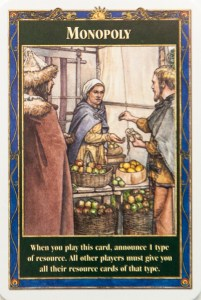 MONOPOLY
When you play this card, announce 1 type
of resource. All other players must give you
all their resource cards of that type.